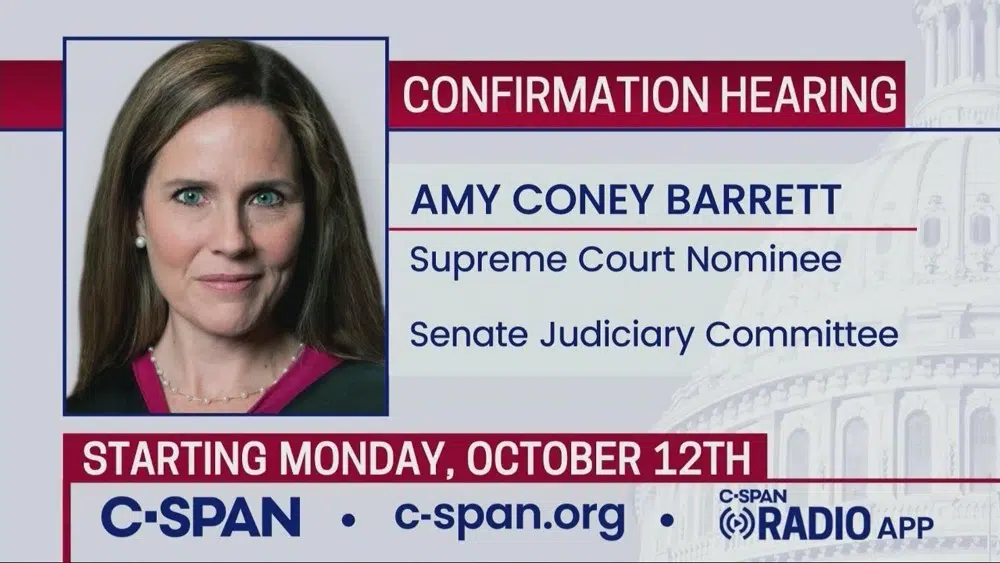 CONFIRMATION HEARING
AMY CONEY BARRETT
Supreme Court Nominee
Senate Judiciary Committee
STARTING MONDAY, OCTOBER 12TH
C-SPAN • c-span.org • C-SPAN RADIO APP